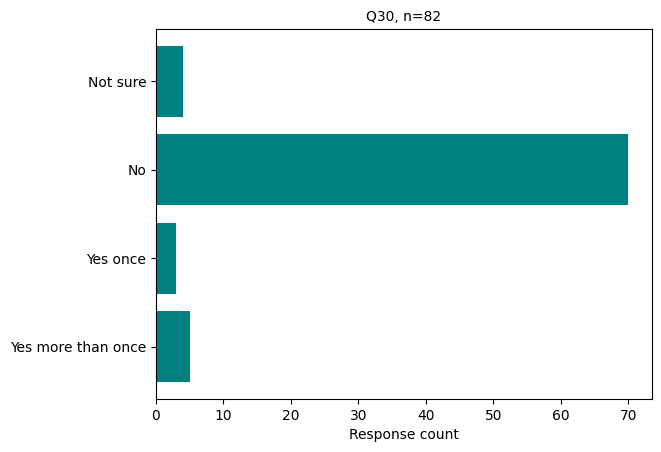 Q30, n=82
Not sure
No
Yes once
Yes more than once
0 10 20 30 40 50 60 70
Response count